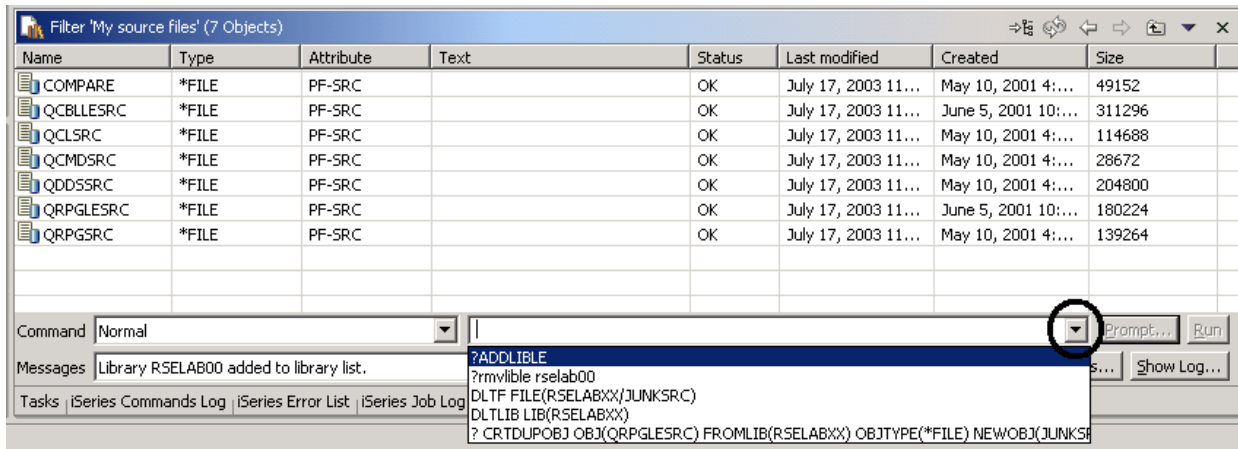 Filter 'My source files' (7 Objects)
Name Type Attribute Text Status Last modified Created Size
COMPARE *FILE PF-SRC OK July 17, 2003 11... May 10, 2001 4:... 49152
QCBLLESRC *FILE PF-SRC OK July 17, 2003 11... June 5, 2001 10:... 311296
QCLSRC *FILE PF-SRC OK July 17, 2003 11... May 10, 2001 4:... 114688
QCMDSRC *FILE PF-SRC OK July 17, 2003 11... May 10, 2001 4:... 28672
QDDSSRC *FILE PF-SRC OK July 17, 2003 11... May 10, 2001 4:... 204800
QRPGLESRC *FILE PF-SRC OK July 17, 2003 11... June 5, 2001 10:... 180224
QRPGSRC *FILE PF-SRC OK July 17, 2003 11... May 10, 2001 4:... 139264
Command Normal Prompt... Run
?ADDLIBLE
Messages Library RSELAB00 added to library list. s... Show Log...
?rmvlible rselab00
DLTF FILE(RSELABXX/JUNKSRC)
Tasks iSeries Commands Log iSeries Error List iSeries Job Log
DLTLIB LIB(RSELABXX)
? CRTDUPOBJ OBJ(QRPGLESRC) FROMLIB(RSELABXX) OBJTYPE(*FILE) NEWOBJ(JUNKSR